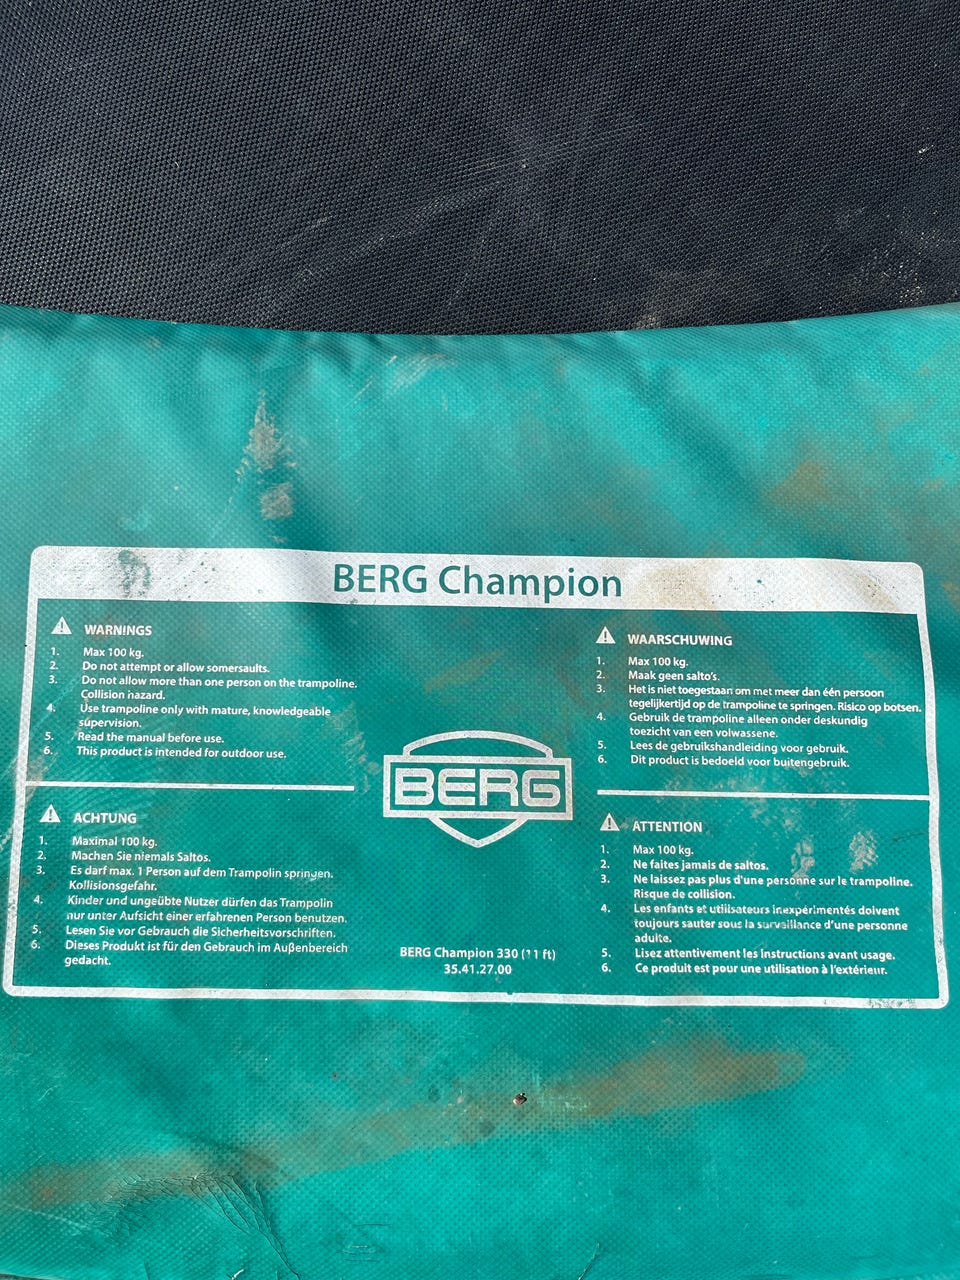 BERG Champion
WARNINGS
1. Max 100 kg.
2. Do not attempt or allow somersaults.
3. Do not allow more than one person on the trampoline.
Collision hazard.
4. Use trampoline only with mature, knowledgeable
supervision.
5. Read the manual before use.
6. This product is intended for outdoor use.
ACHTUNG
1. Maximal 100 kg.
2. Machen Sie niemals Saltos.
3. Es darf max. 1 Person auf dem Trampolin springen.
Kollisionsgefahr.
4. Kinder und ungeübte Nutzer dürfen das Trampolin
nur unter Aufsicht einer erfahrenen Person benutzen.
5. Lesen Sie vor Gebrauch die Sicherheitsvorschriften.
6. Dieses Produkt ist für den Gebrauch im Außenbereich
gedacht.
BERG
BERG Champion 330 (11 ft)
35.41.27.00
WAARSCHUWING
1. Max 100 kg.
2. Maak geen salto's.
3. Het is niet toegestaan om met meer dan één persoon
tegelijkertijd op de trampoline te springen. Risico op botsen.
4. Gebruik de trampoline alleen onder deskundig
toezicht van een volwassene.
5. Lees de gebruikshandleiding voor gebruik.
6. Dit product is bedoeld voor buitengebruik.
ATTENTION
1. Max 100 kg.
2. Ne faites jamais de saltos.
3. Ne laissez pas plus d'une personne sur le trampoline.
Risque de collision.
4. Les enfants et utilisateurs inexpérimentés doivent
toujours sauter sous la surveillance d'une personne
adulte.
5. Lisez attentivement les instructions avant usage.
6. Ce produit est pour une utilisation à l'extérieur.